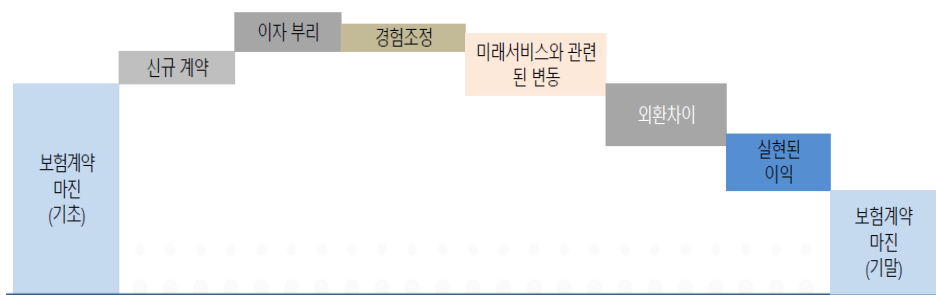 보험계약
마진
(기초)
신규 계약
이자 부리
경험조정
미래서비스와 관련
된 변동
외환차이
실현된
이익
보험계약
마진
(기말)